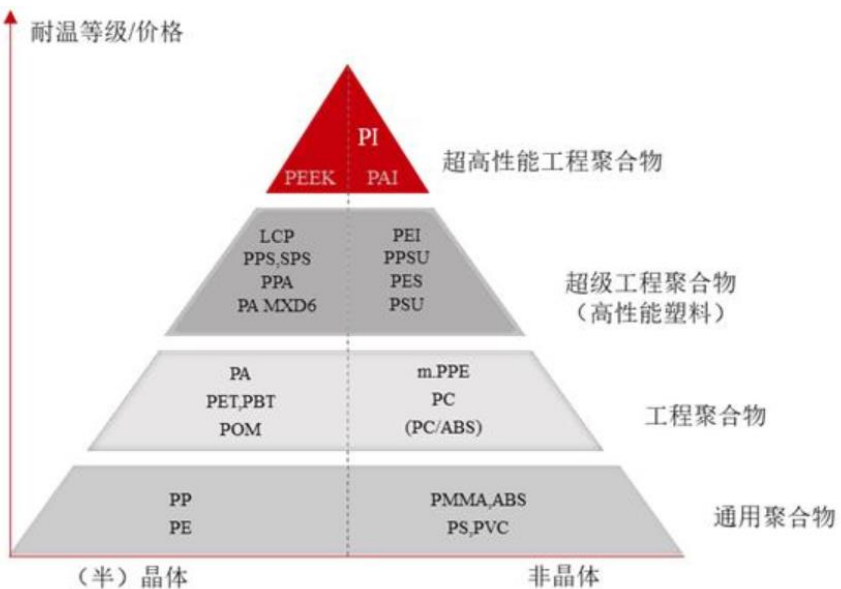 耐温等级/价格
PI
PEEK PAI
超高性能工程聚合物
LCP PEI
PPS,SPS PPSU
PPA PES
PA MXD6 PSU
超级工程聚合物
（高性能塑料）
PA m.PPE
PET,PBT PC
POM (PC/ABS)
工程聚合物
PP PMMA,ABS
PE PS,PVC
通用聚合物
（半）晶体 非晶体